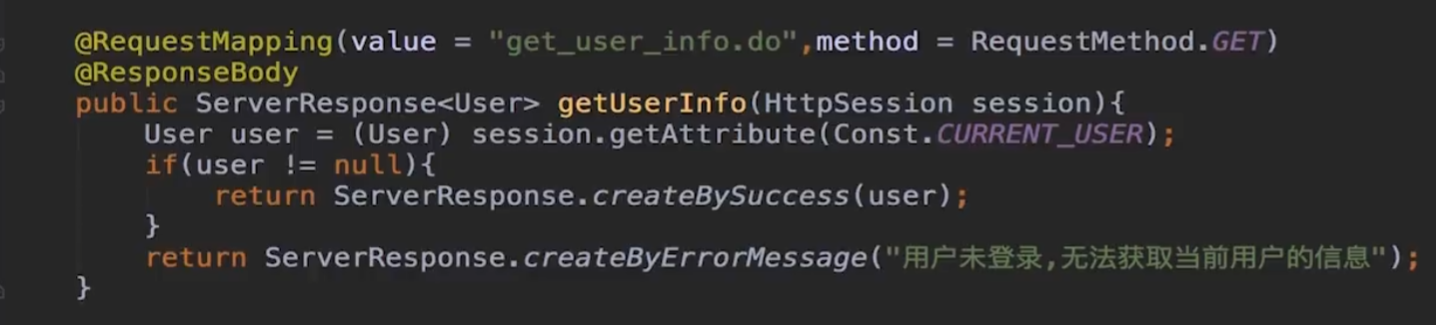 @RequestMapping(value = "get_user_info.do",method = RequestMethod.GET)
@ResponseBody
public ServerResponse<User> getUserInfo(HttpSession session){
    User user = (User) session.getAttribute(Const.CURRENT_USER);
    if(user != null){
        return ServerResponse.createBySuccess(user);
    }
    return ServerResponse.createByErrorMessage("用户未登录,无法获取当前用户的信息");
}